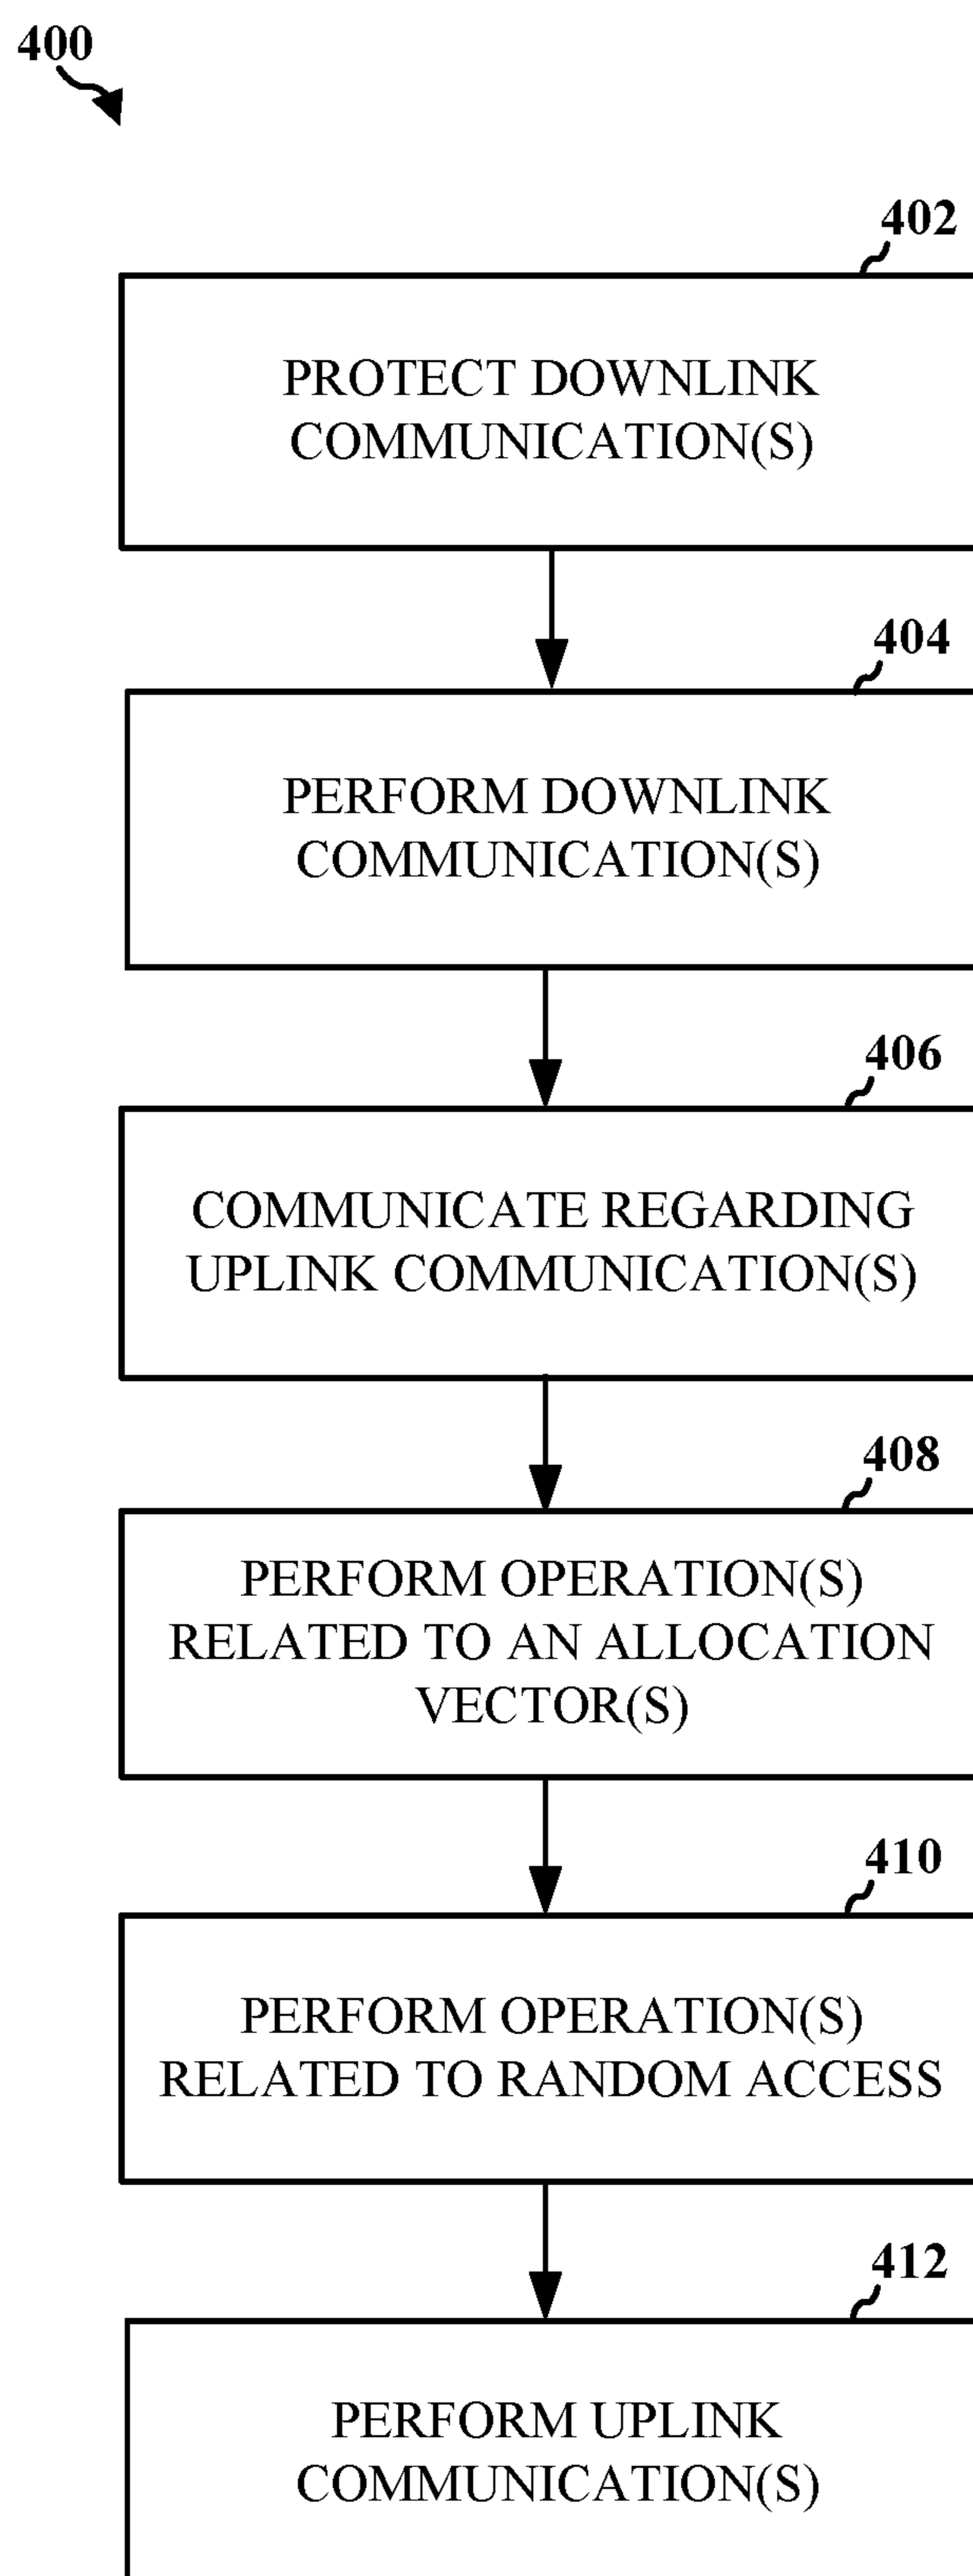 400
402
PROTECT DOWNLINK
COMMUNICATION(S)
404
PERFORM DOWNLINK
COMMUNICATION(S)
406
COMMUNICATE REGARDING
UPLINK COMMUNICATION(S)
408
PERFORM OPERATION(S)
RELATED TO AN ALLOCATION
VECTOR(S)
410
PERFORM OPERATION(S)
RELATED TO RANDOM ACCESS
412
PERFORM UPLINK
COMMUNICATION(S)